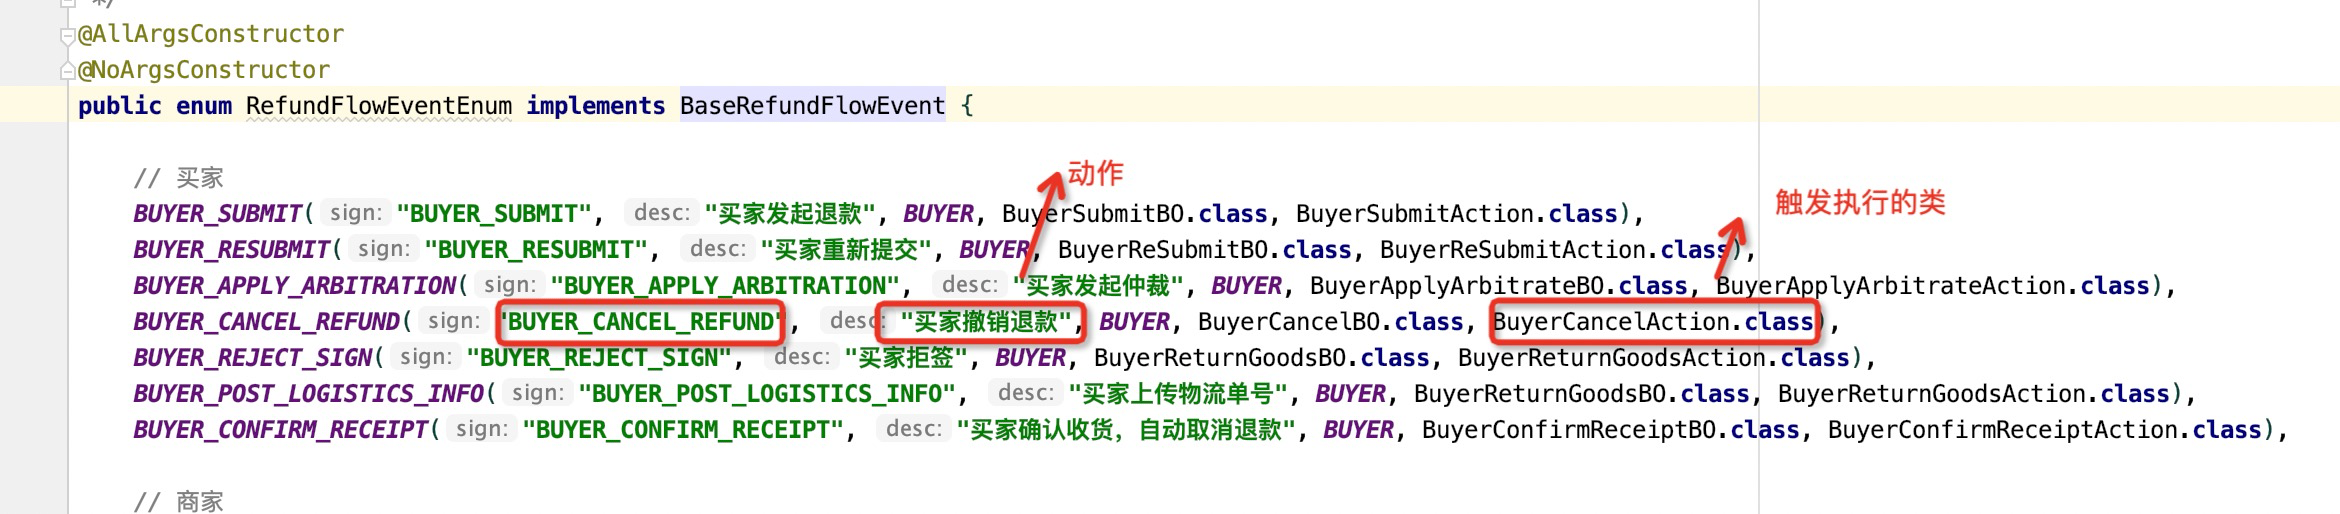 */
@AllArgsConstructor
@NoArgsConstructor
public enum RefundFlowEventEnum implements BaseRefundFlowEvent {
动作
// 买家
触发执行的类
BUYER_SUBMIT( sign: "BUYER_SUBMIT", desc: "买家发起退款", BUYER, BuyerSubmitBO.class, BuyerSubmitAction.class),
BUYER_RESUBMIT( sign: "BUYER_RESUBMIT", desc: "买家重新提交", BUYER, BuyerReSubmitBO.class, BuyerReSubmitAction.class),
BUYER_APPLY_ARBITRATION( sign: "BUYER_APPLY_ARBITRATION", desc: "买家发起仲裁", BUYER, BuyerApplyArbitrateBO.class, BuyerApplyArbitrateAction.class),
BUYER_CANCEL_REFUND( sign: "BUYER_CANCEL_REFUND", desc: "买家撤销退款", BUYER, BuyerCancelBO.class, BuyerCancelAction.class),
BUYER_REJECT_SIGN( sign: "BUYER_REJECT_SIGN", desc: "买家拒签", BUYER, BuyerReturnGoodsBO.class, BuyerReturnGoodsAction.class),
BUYER_POST_LOGISTICS_INFO( sign: "BUYER_POST_LOGISTICS_INFO", desc: "买家上传物流单号", BUYER, BuyerReturnGoodsBO.class, BuyerReturnGoodsAction.class),
BUYER_CONFIRM_RECEIPT( sign: "BUYER_CONFIRM_RECEIPT", desc: "买家确认收货，自动取消退款", BUYER, BuyerConfirmReceiptBO.class, BuyerConfirmReceiptAction.class),
// 商家